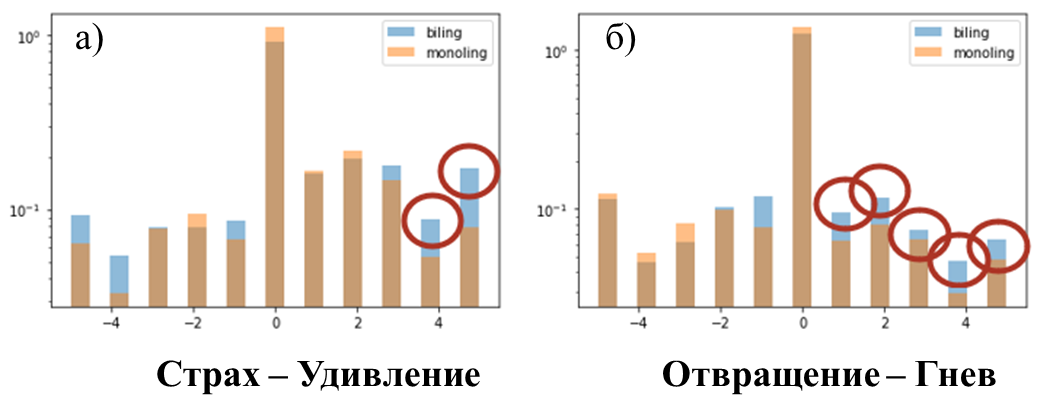 а)
biling
monoling
10⁰
10⁻¹
−4 −2 0 2 4
Страх – Удивление
б)
biling
monoling
10⁰
10⁻¹
−4 −2 0 2 4
Отвращение – Гнев